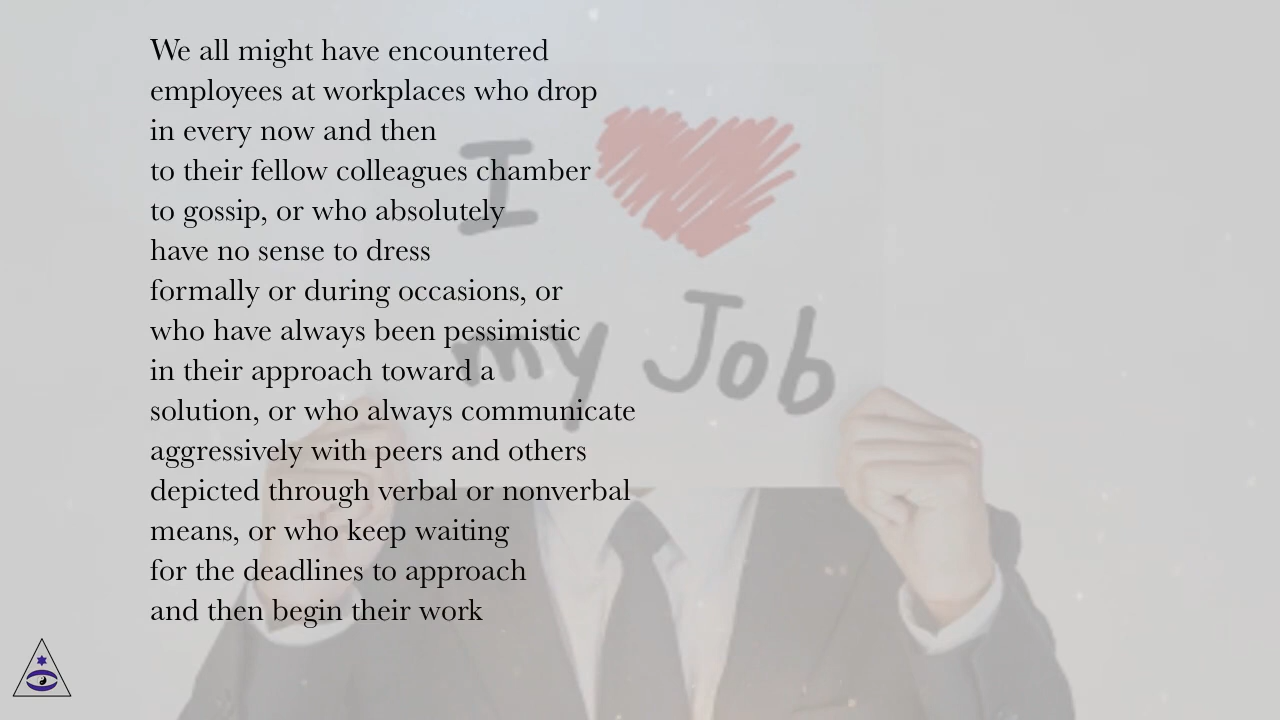 We all might have encountered
employees at workplaces who drop
in every now and then
to their fellow colleagues chamber
to gossip, or who absolutely
have no sense to dress
formally or during occasions, or
who have always been pessimistic
in their approach toward a
solution, or who always communicate
aggressively with peers and others
depicted through verbal or nonverbal
means, or who keep waiting
for the deadlines to approach
and then begin their work
I
my Job